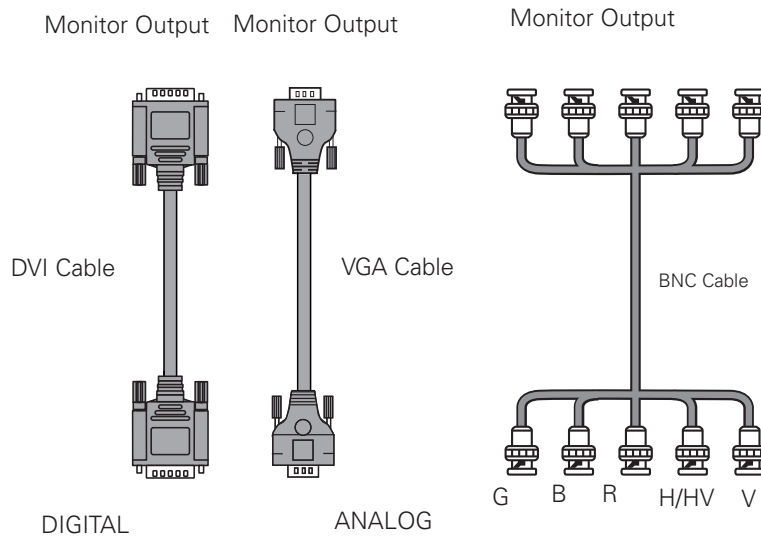 Monitor Output
Monitor Output
Monitor Output
DVI Cable
VGA Cable
BNC Cable
G B R H/HV V
DIGITAL
ANALOG